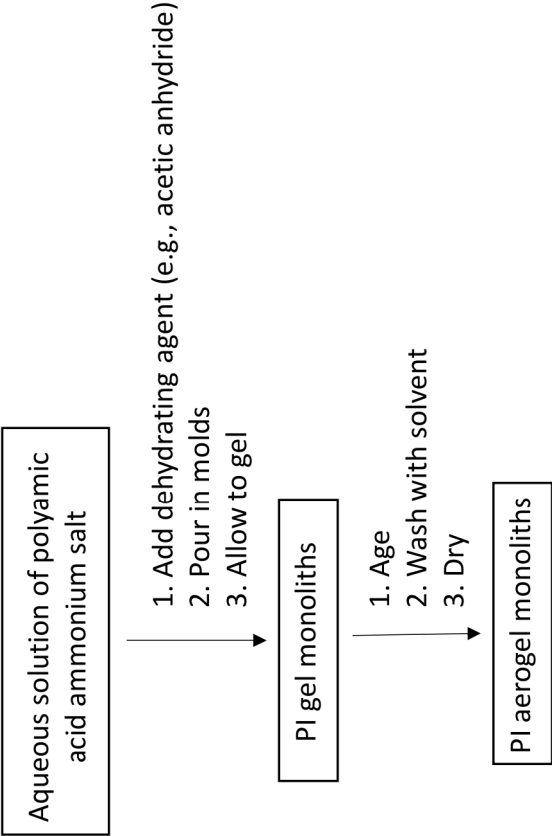 Aqueous solution of polyamic
acid ammonium salt
1. Add dehydrating agent (e.g., acetic anhydride)
2. Pour in molds
3. Allow to gel
PI gel monoliths
1. Age
2. Wash with solvent
3. Dry
PI aerogel monoliths